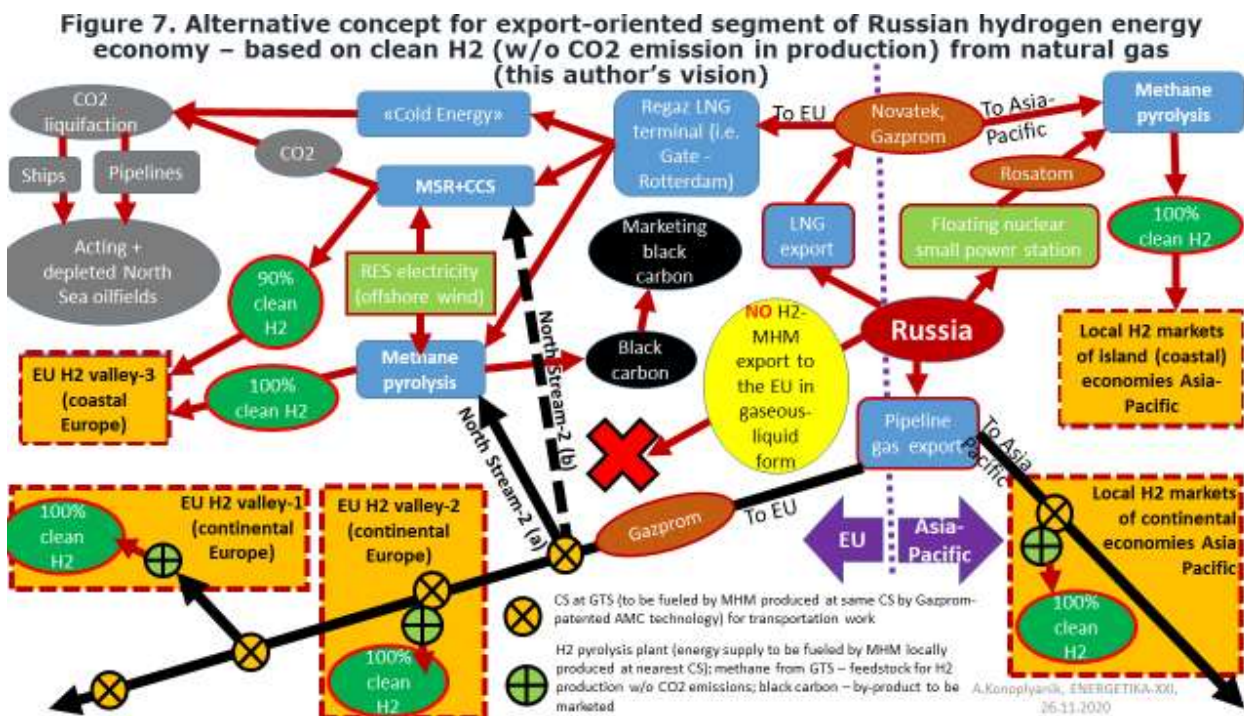 Figure 7. Alternative concept for export-oriented segment of Russian hydrogen energy
economy – based on clean H2 (w/o CO2 emission in production) from natural gas
(this author's vision)
CO2
liquifaction
«Cold Energy»
Regaz LNG
terminal (i.e.
Gate -
Rotterdam)
To EU
Novatek,
Gazprom
To Asia-
Pacific
Methane
pyrolysis
Ships
Pipelines
CO2
MSR+CCS
Rosatom
Acting +
depleted North
Sea oilfields
90%
clean
H2
RES electricity
(offshore wind)
Marketing
black
carbon
LNG
export
Floating nuclear
small power station
100%
clean H2
EU H2 valley-3
(coastal
Europe)
100%
clean H2
Methane
pyrolysis
Black
carbon
NO H2-
MHM
export to
the EU in
gaseous-
liquid
form
Russia
Local H2 markets
of island (coastal)
economies Asia-
Pacific
North Stream-2 (a)
North Stream-2 (b)
Pipeline
gas export
To Asia
Pacific
100%
clean
H2
EU H2 valley-1
(continental
Europe)
EU H2 valley-2
(continental
Europe)
Gazprom
To EU
EU
Asia-
Pacific
Local H2 markets
of continental
economies Asia
Pacific
100%
clean
H2
100%
clean
H2
CS at GTS (to be fueled by MHM produced at same CS by Gazprom-
patented AMC technology) for transportation work
H2 pyrolysis plant (energy supply to be fueled by MHM locally
produced at nearest CS); methane from GTS – feedstock for H2
production w/o CO2 emissions; black carbon – by-product to be
marketed
A.Konoplyanik, ENERGETIKA-XXI,
26.11.2020